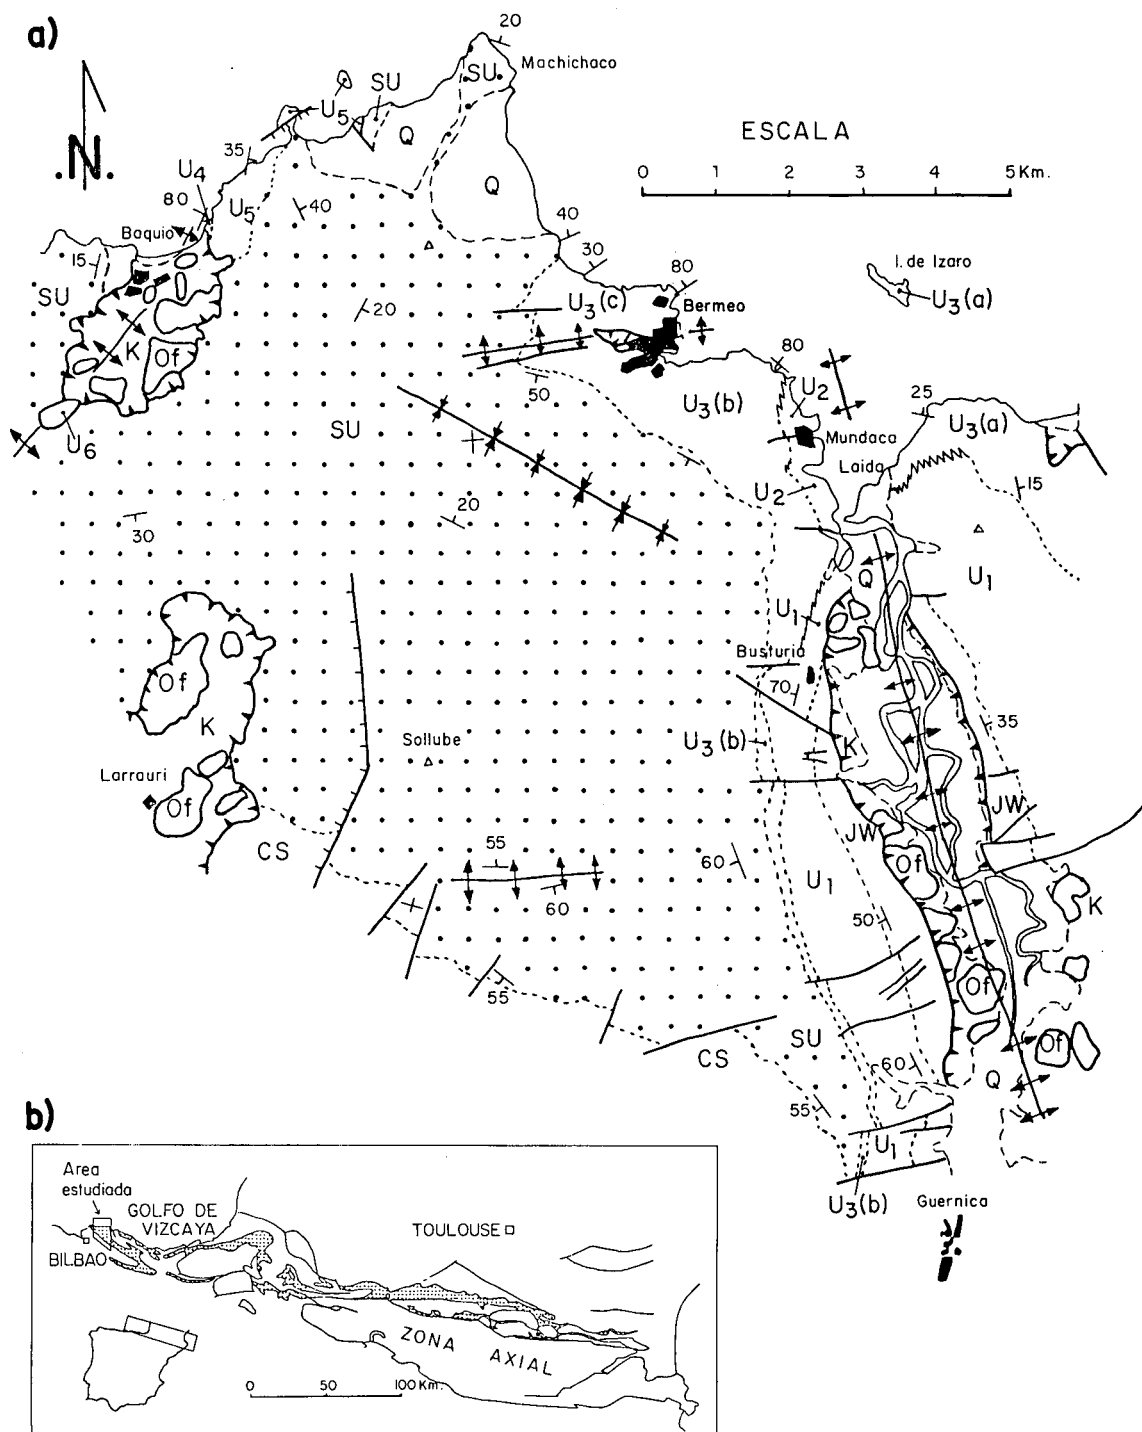 a)
20
SU
Machichaco
SU
U5
Q
ESCALA
.N.
35
0 1 2 3 4 5 Km.
U4
Q
80
U5
40
40
Baquio
30
15
80
I. de Izaro
SU
U3(c)
U3(a)
20
Bermeo
K
Of
80
50
U2
25
U3(b)
U3(a)
SU
Mundaca
U6
Laida
U2
15
20
30
Q
U1
U1
Busturia
Of
70
35
K
U3(b)
K
Sollube
Larrauri
Of
JW
JW
CS
55
60
Of
U1
K
60
50
55
Of
SU
Of
CS
60
Q
55
b)
U1
Area
estudiada
U3(b)
GOLFO DE
VIZCAYA
Guernica
TOULOUSE
BILBAO
ZONA AXIAL
0 50 100 Km.